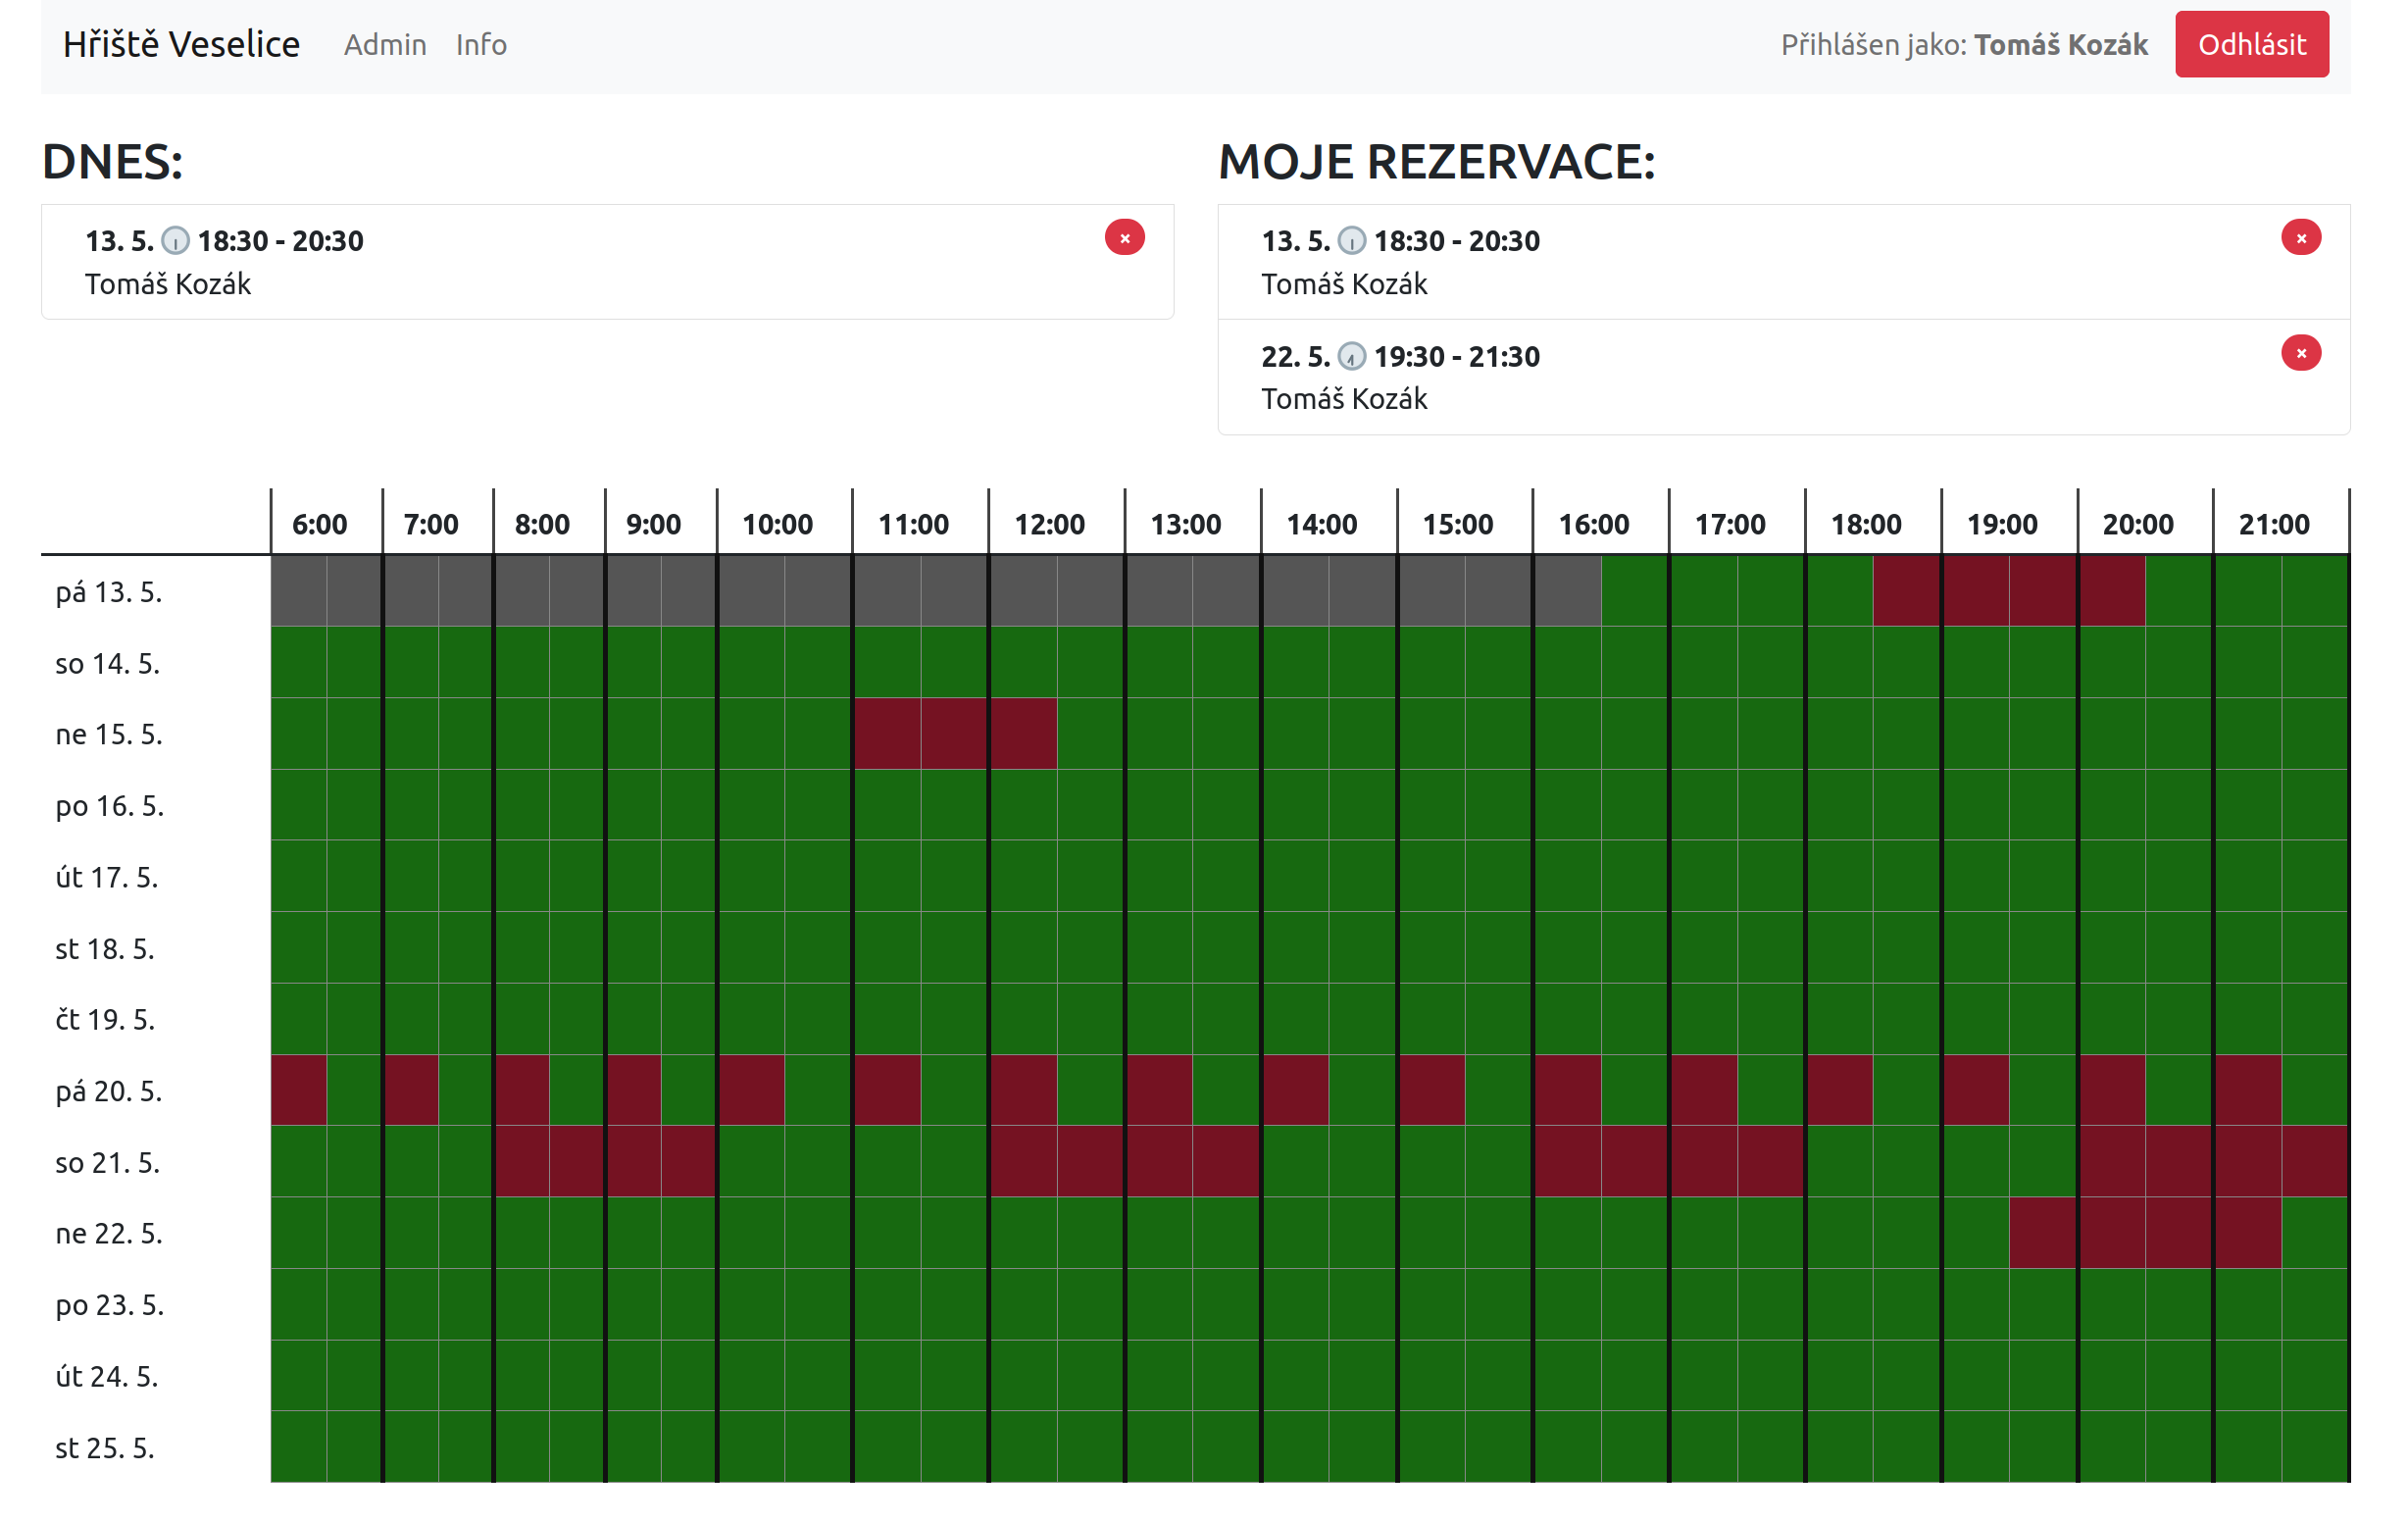 Hřiště Veselice Admin Info Přihlášen jako: Tomáš Kozák Odhlásit
DNES:
13. 5. 18:30 - 20:30 ×
Tomáš Kozák
MOJE REZERVACE:
13. 5. 18:30 - 20:30 ×
Tomáš Kozák
22. 5. 19:30 - 21:30 ×
Tomáš Kozák
6:00 7:00 8:00 9:00 10:00 11:00 12:00 13:00 14:00 15:00 16:00 17:00 18:00 19:00 20:00 21:00
pá 13. 5.
so 14. 5.
ne 15. 5.
po 16. 5.
út 17. 5.
st 18. 5.
čt 19. 5.
pá 20. 5.
so 21. 5.
ne 22. 5.
po 23. 5.
út 24. 5.
st 25. 5.